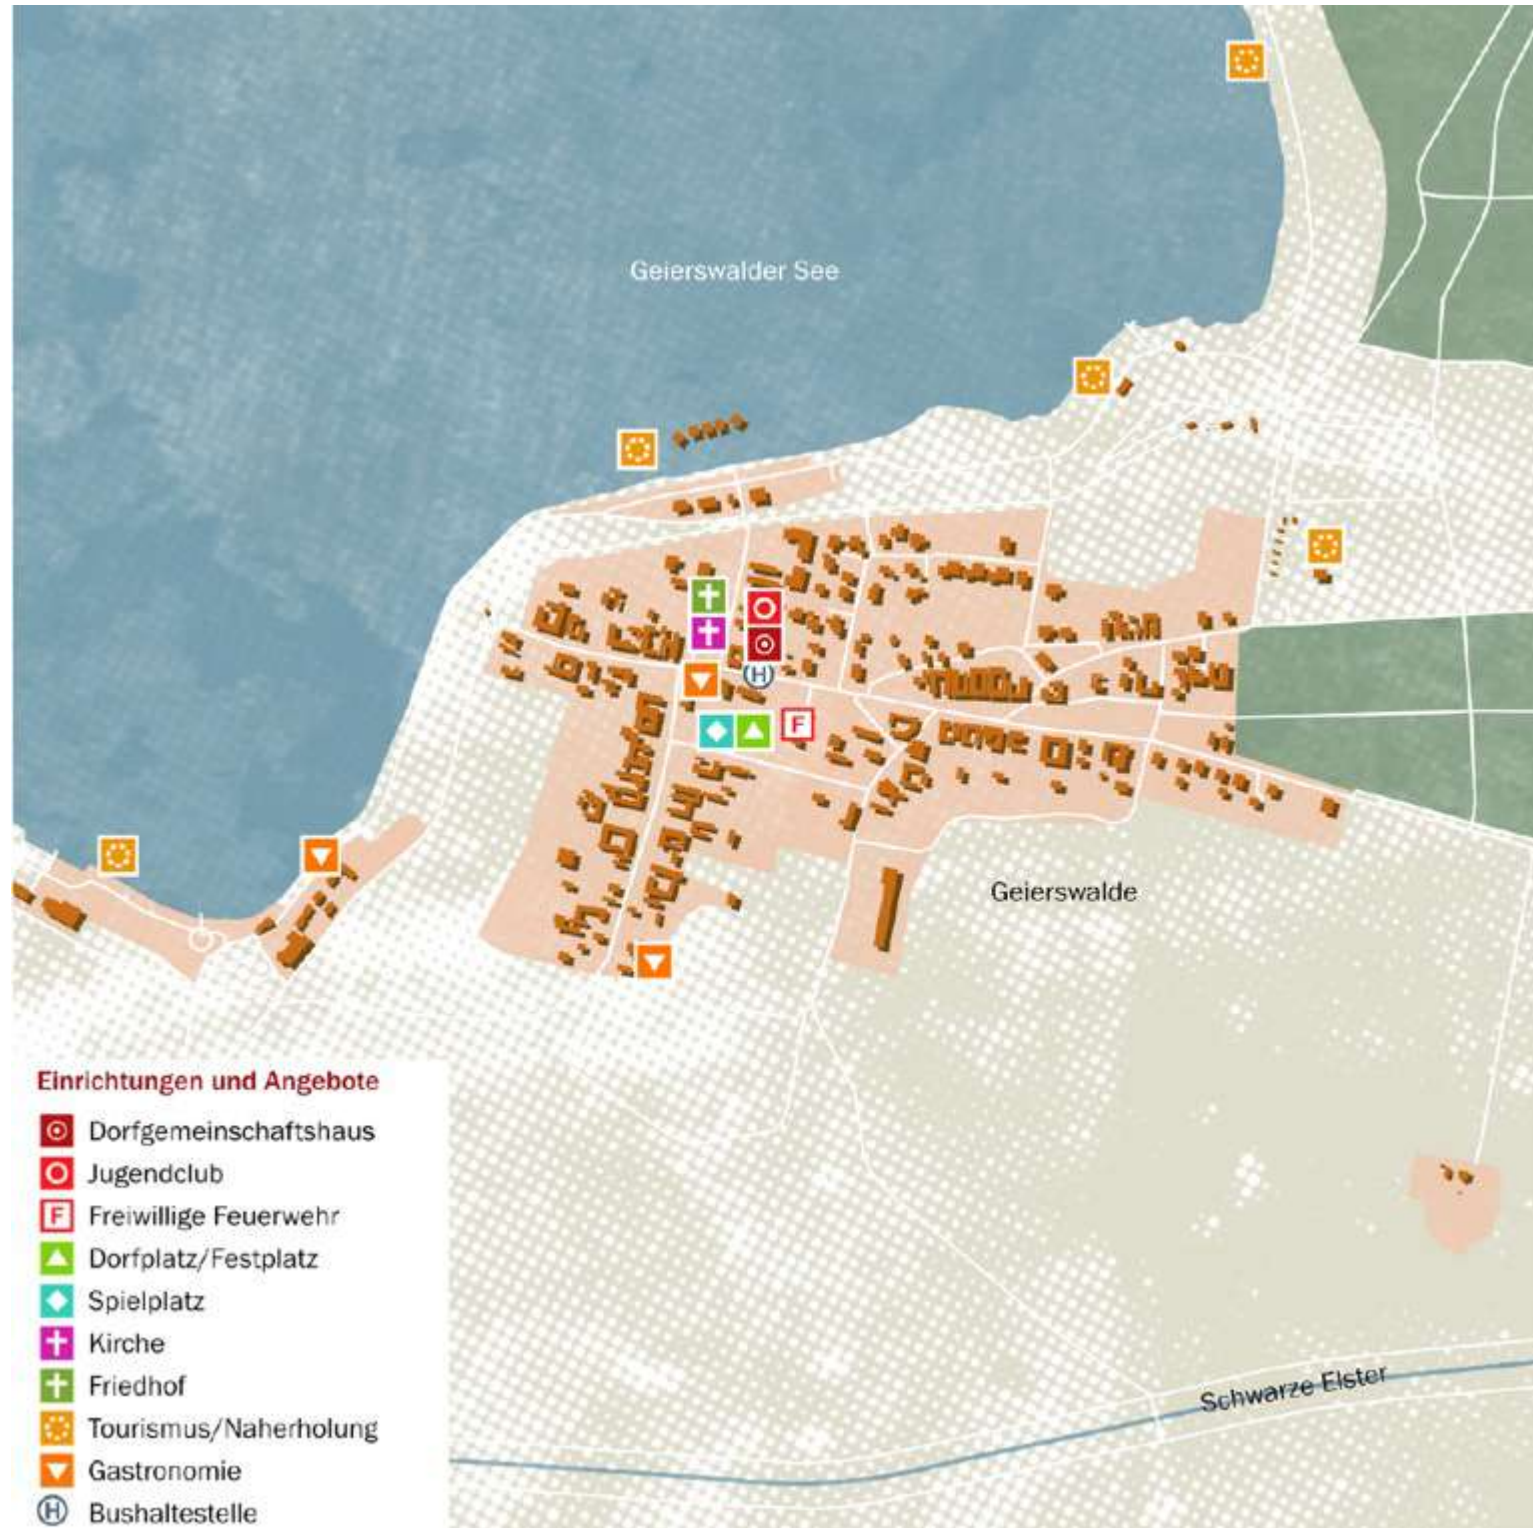 Geierswalder See
H
F
Geierswalde
Einrichtungen und Angebote
Dorfgemeinschaftshaus
Jugendclub
F Freiwillige Feuerwehr
Dorfplatz/Festplatz
Spielplatz
Kirche
Friedhof
Tourismus/Naherholung
Gastronomie
H Bushaltestelle
Schwarze Elster